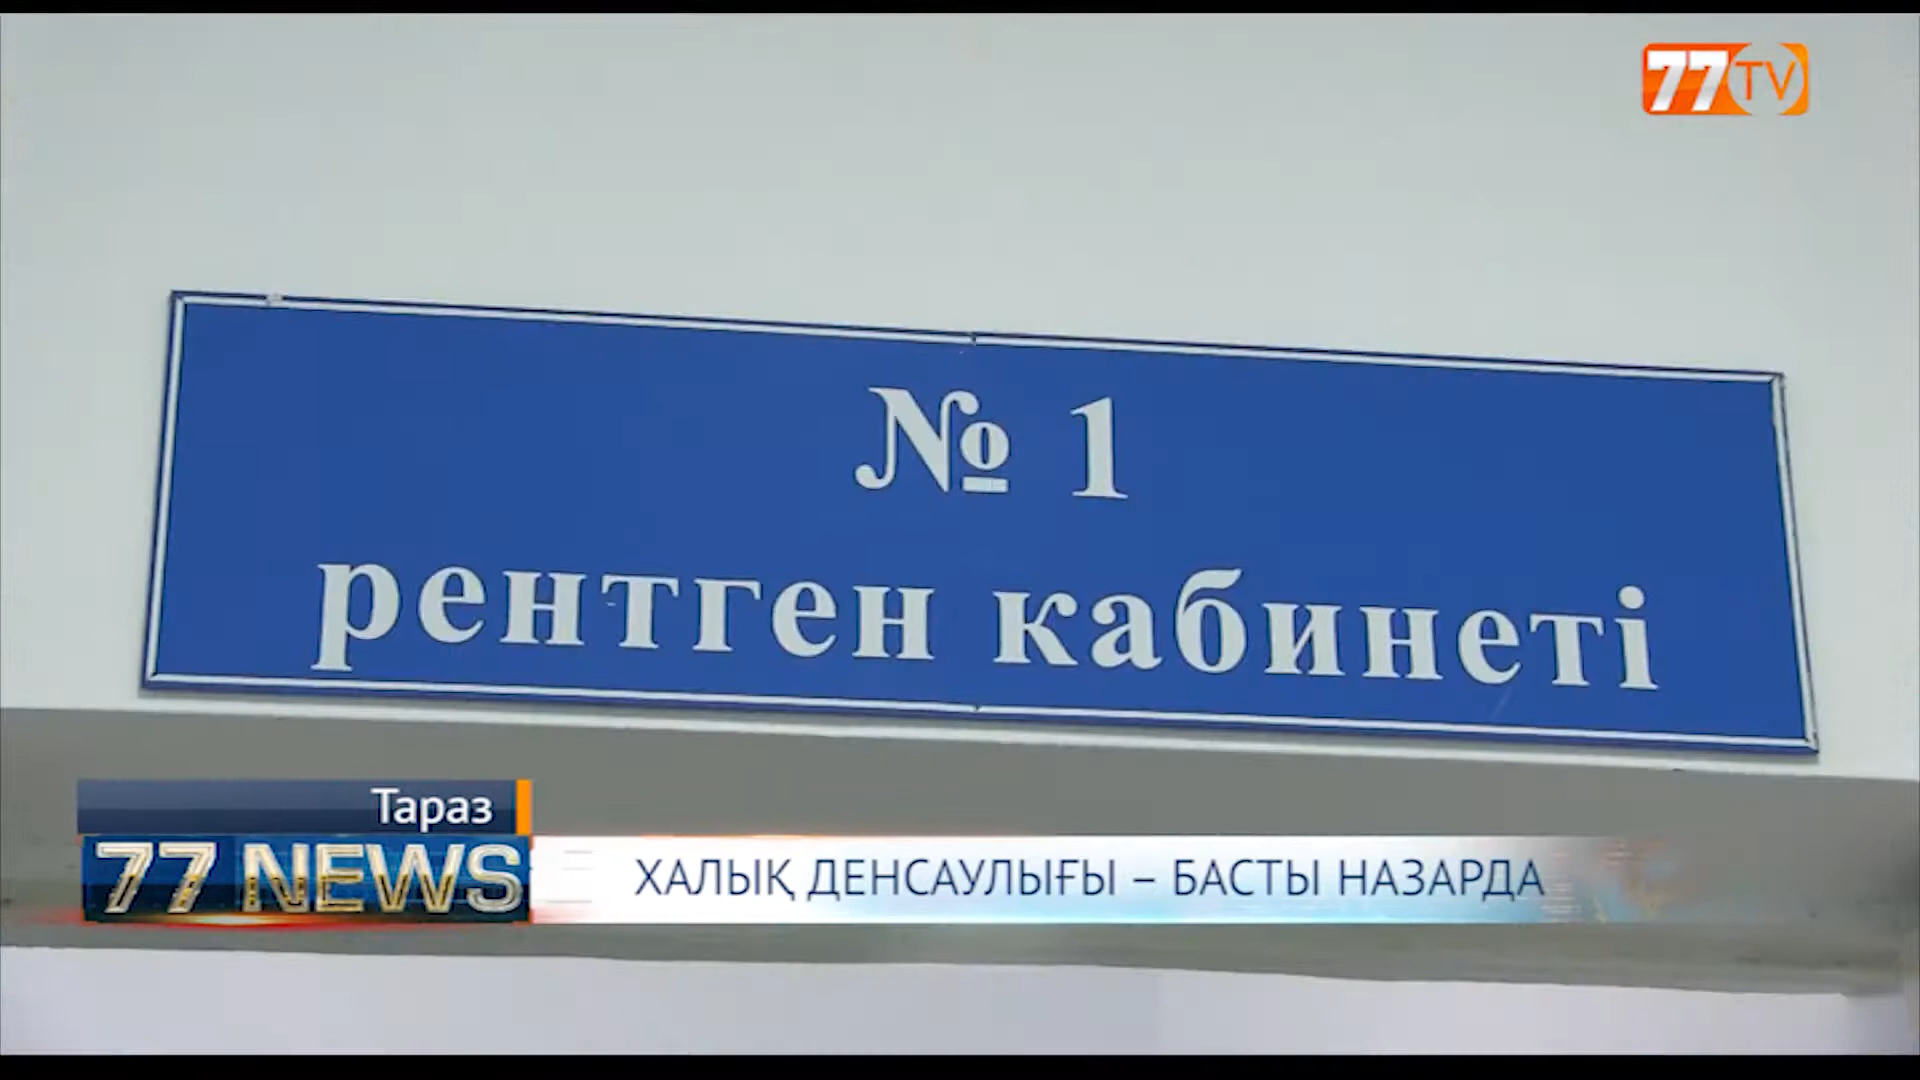 77TV
№ 1
рентген кабинеті
Тараз
77 NEWS
ХАЛЫҚ ДЕНСАУЛЫҒЫ – БАСТЫ НАЗАРДА